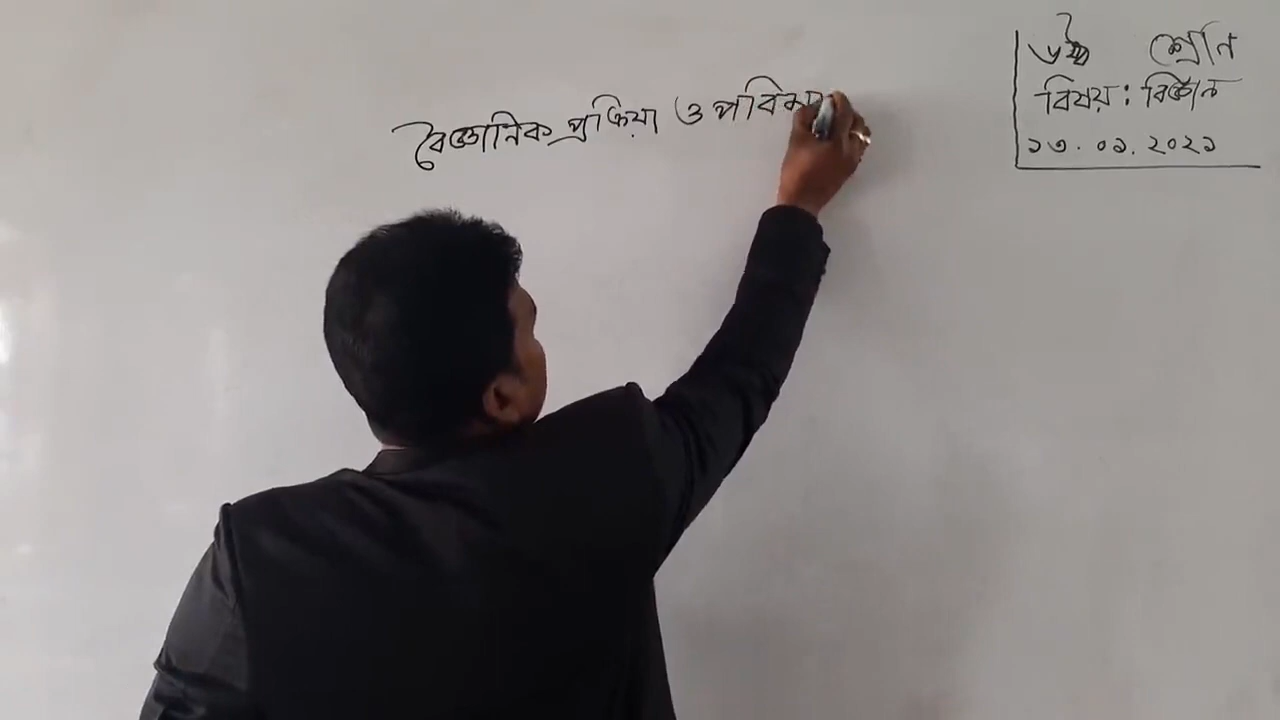 ৬ষ্ঠ শ্রেনি
বিষয়ঃ বিজ্ঞান
১৩.০১.২০২১
বৈজ্ঞানিক প্রক্রিয়া ও